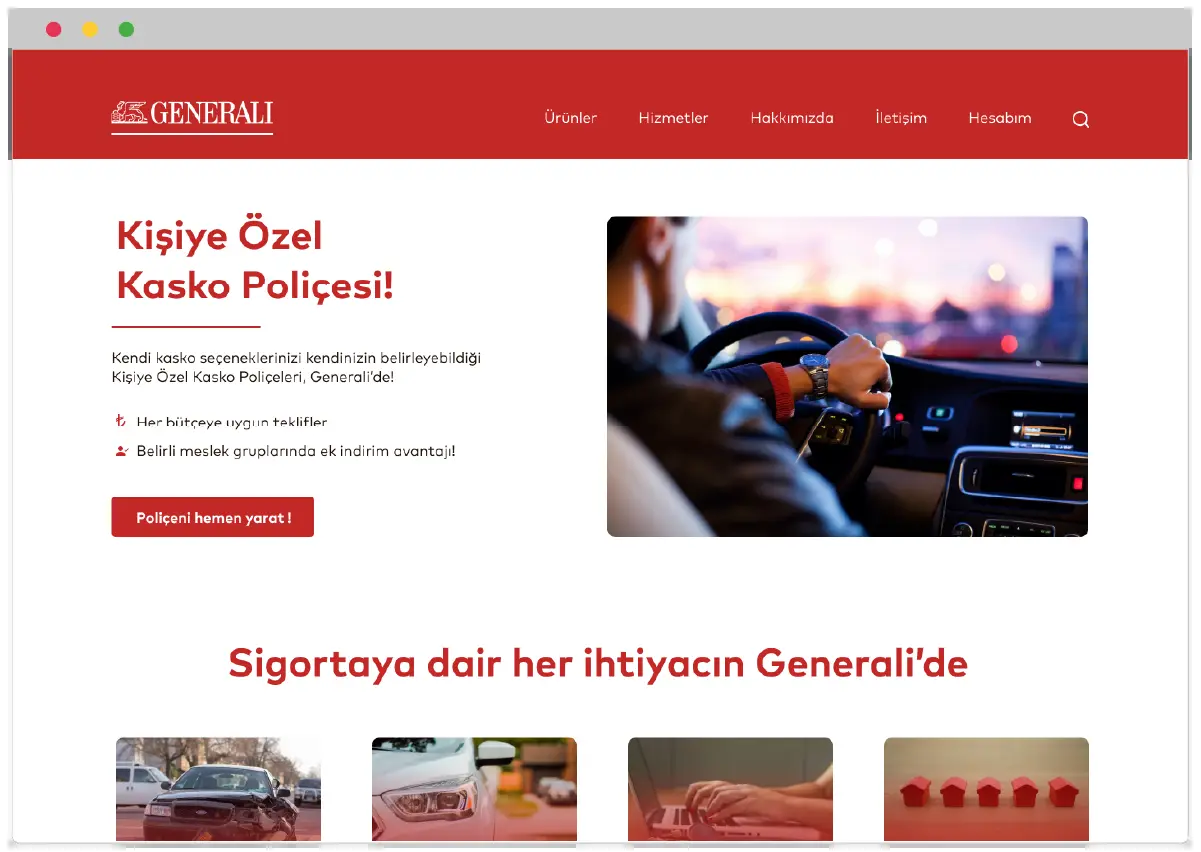 GENERALI
Ürünler
Hizmetler
Hakkımızda
İletişim
Hesabım
Kişiye Özel
Kasko Poliçesi!
Kendi kasko seçeneklerinizi kendinizin belirleyebildiği
Kişiye Özel Kasko Poliçeleri, Generali’de!
Her bütçeye uygun teklifler
Belirli meslek gruplarında ek indirim avantajı!
Poliçeni hemen yarat !
Sigortaya dair her ihtiyacın Generali’de